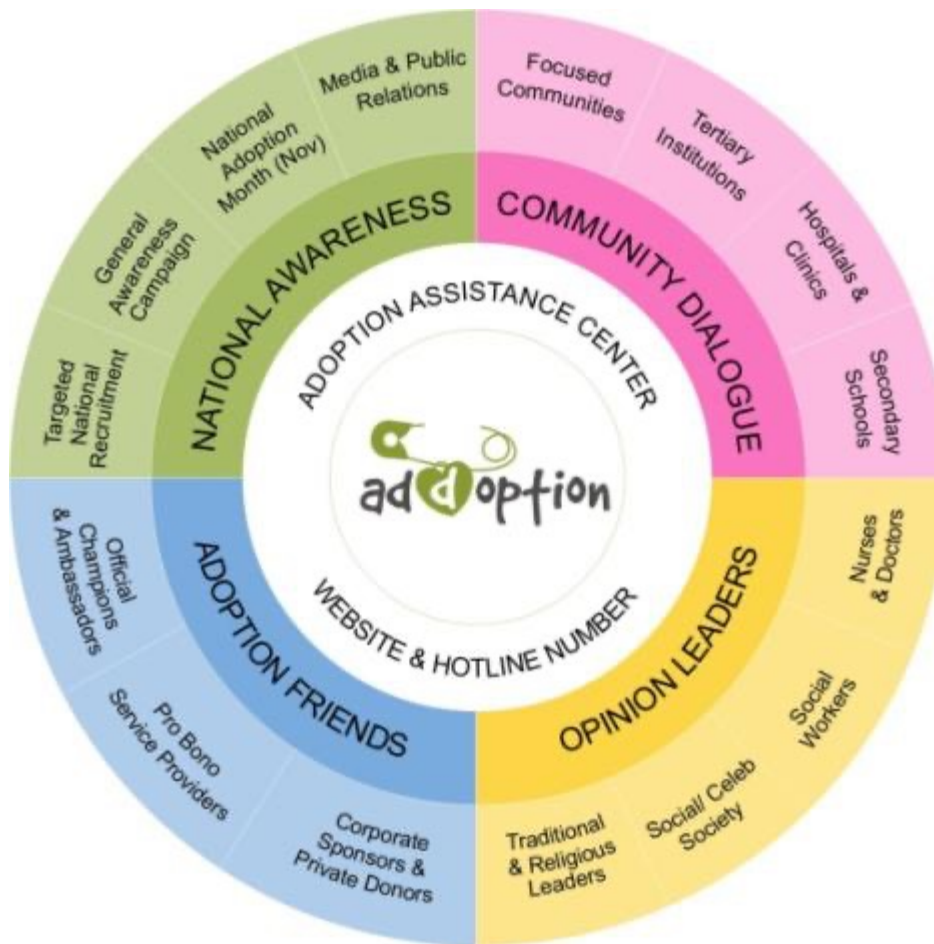 Media & Public
Relations
National
Adoption
Month (Nov)
General
Awareness
Campaign
Targeted
National
Recruitment
NATIONAL AWARENESS
Focused
Communities
Tertiary
Institutions
Hospitals &
Clinics
Secondary
Schools
COMMUNITY DIALOGUE
ADOPTION ASSISTANCE CENTER
addoption
WEBSITE & HOTLINE NUMBER
Official
Champions
& Ambassadors
Pro Bono
Service Providers
Corporate
Sponsors &
Private Donors
ADOPTION FRIENDS
Nurses
& Doctors
Social
Workers
Social/ Celeb
Society
Traditional
& Religious
Leaders
OPINION LEADERS